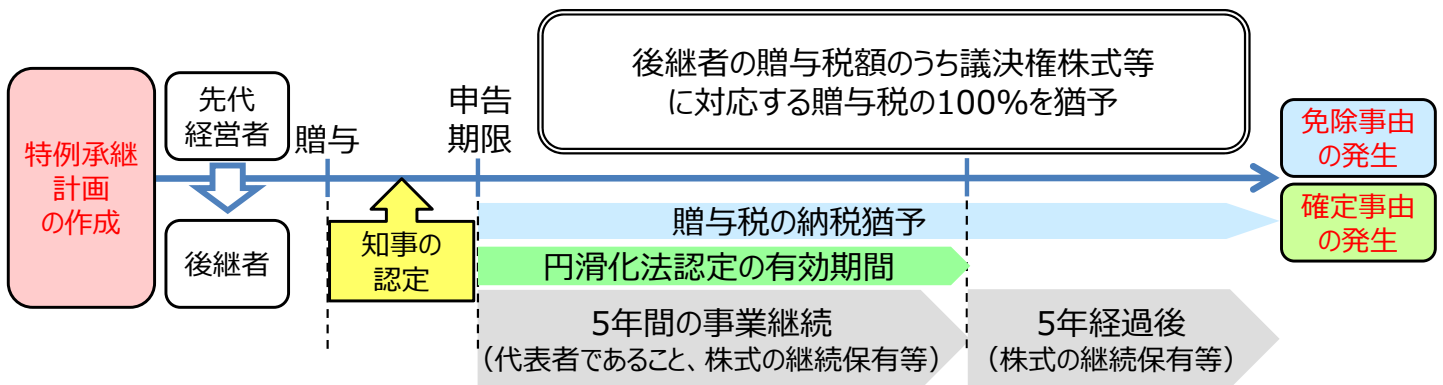 後継者の贈与税額のうち議決権株式等
に対応する贈与税の100%を猶予
特例承継
計画
の作成
先代
経営者
後継者
贈与
知事の
認定
申告
期限
免除事由
の発生
確定事由
の発生
贈与税の納税猶予
円滑化法認定の有効期間
5年間の事業継続
（代表者であること、株式の継続保有等）
5年経過後
（株式の継続保有等）